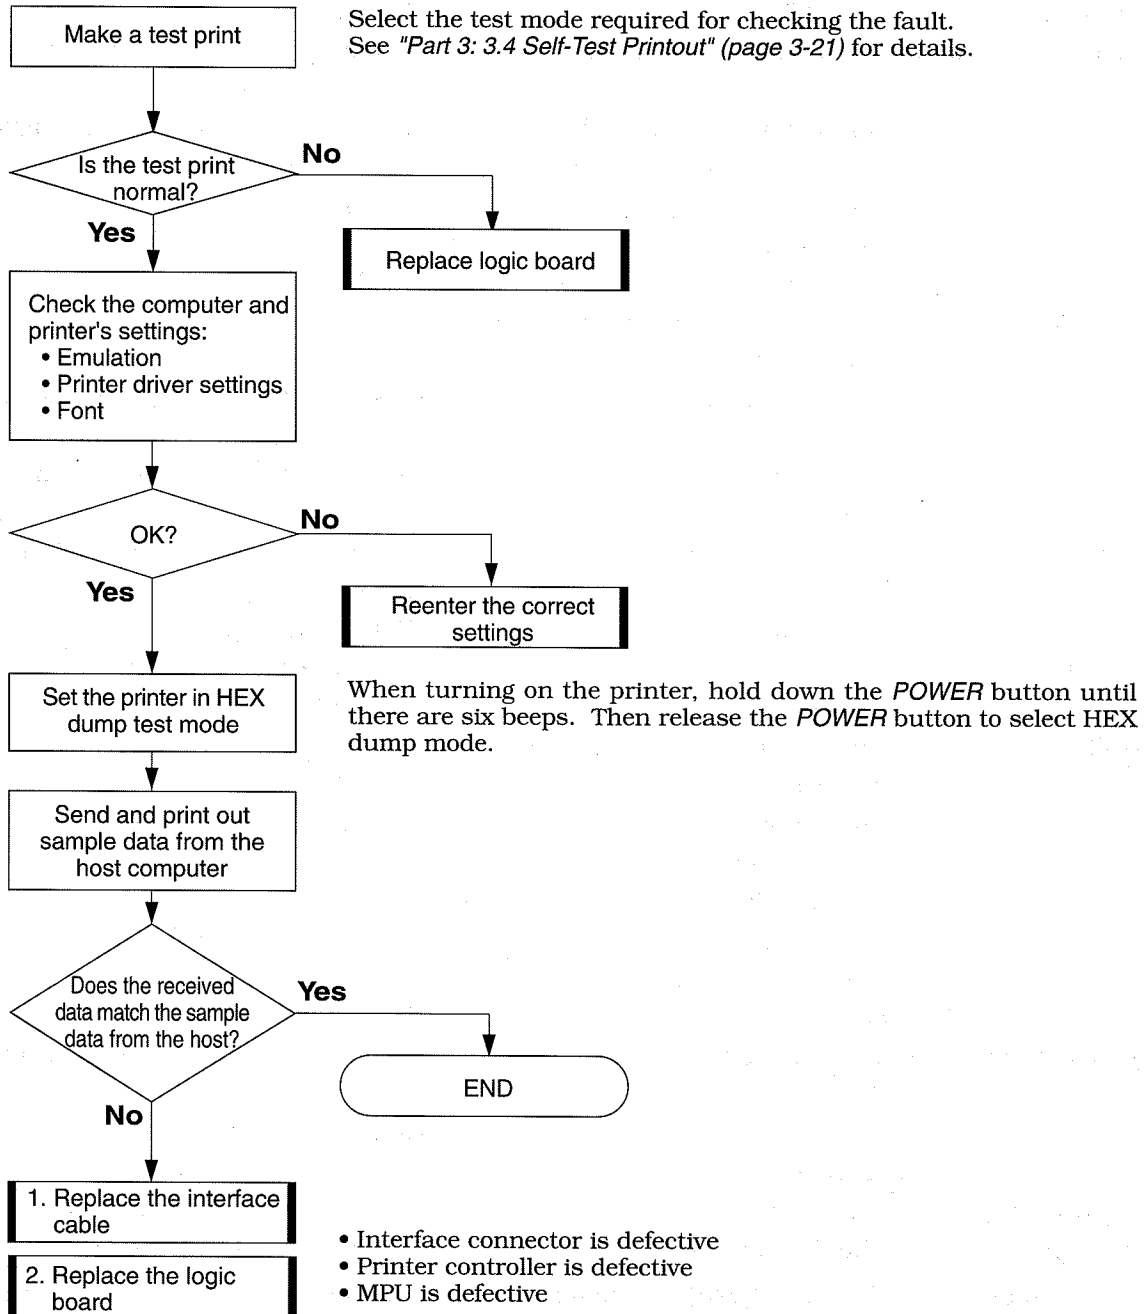 Make a test print
Select the test mode required for checking the fault.
See "Part 3: 3.4 Self-Test Printout" (page 3-21) for details.
Is the test print
normal?
No
Yes
Replace logic board
Check the computer and
printer's settings:
• Emulation
• Printer driver settings
• Font
OK?
No
Yes
Reenter the correct
settings
Set the printer in HEX
dump test mode
When turning on the printer, hold down the POWER button until
there are six beeps. Then release the POWER button to select HEX
dump mode.
Send and print out
sample data from the
host computer
Does the received
data match the sample
data from the host?
Yes
END
No
1. Replace the interface
cable
2. Replace the logic
board
• Interface connector is defective
• Printer controller is defective
• MPU is defective